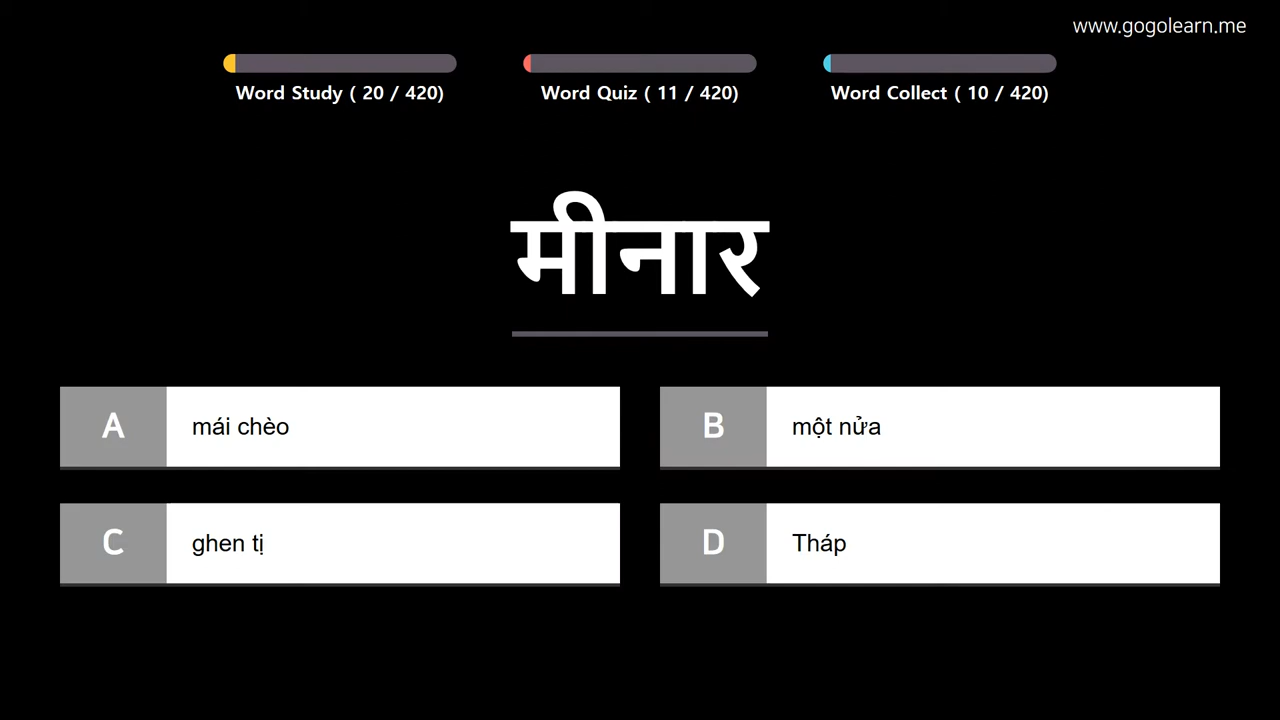 www.gogolearn.me
Word Study ( 20 / 420)
Word Quiz ( 11 / 420)
Word Collect ( 10 / 420)
मीनार
A
mái chèo
B
một nửa
C
ghen tị
D
Tháp